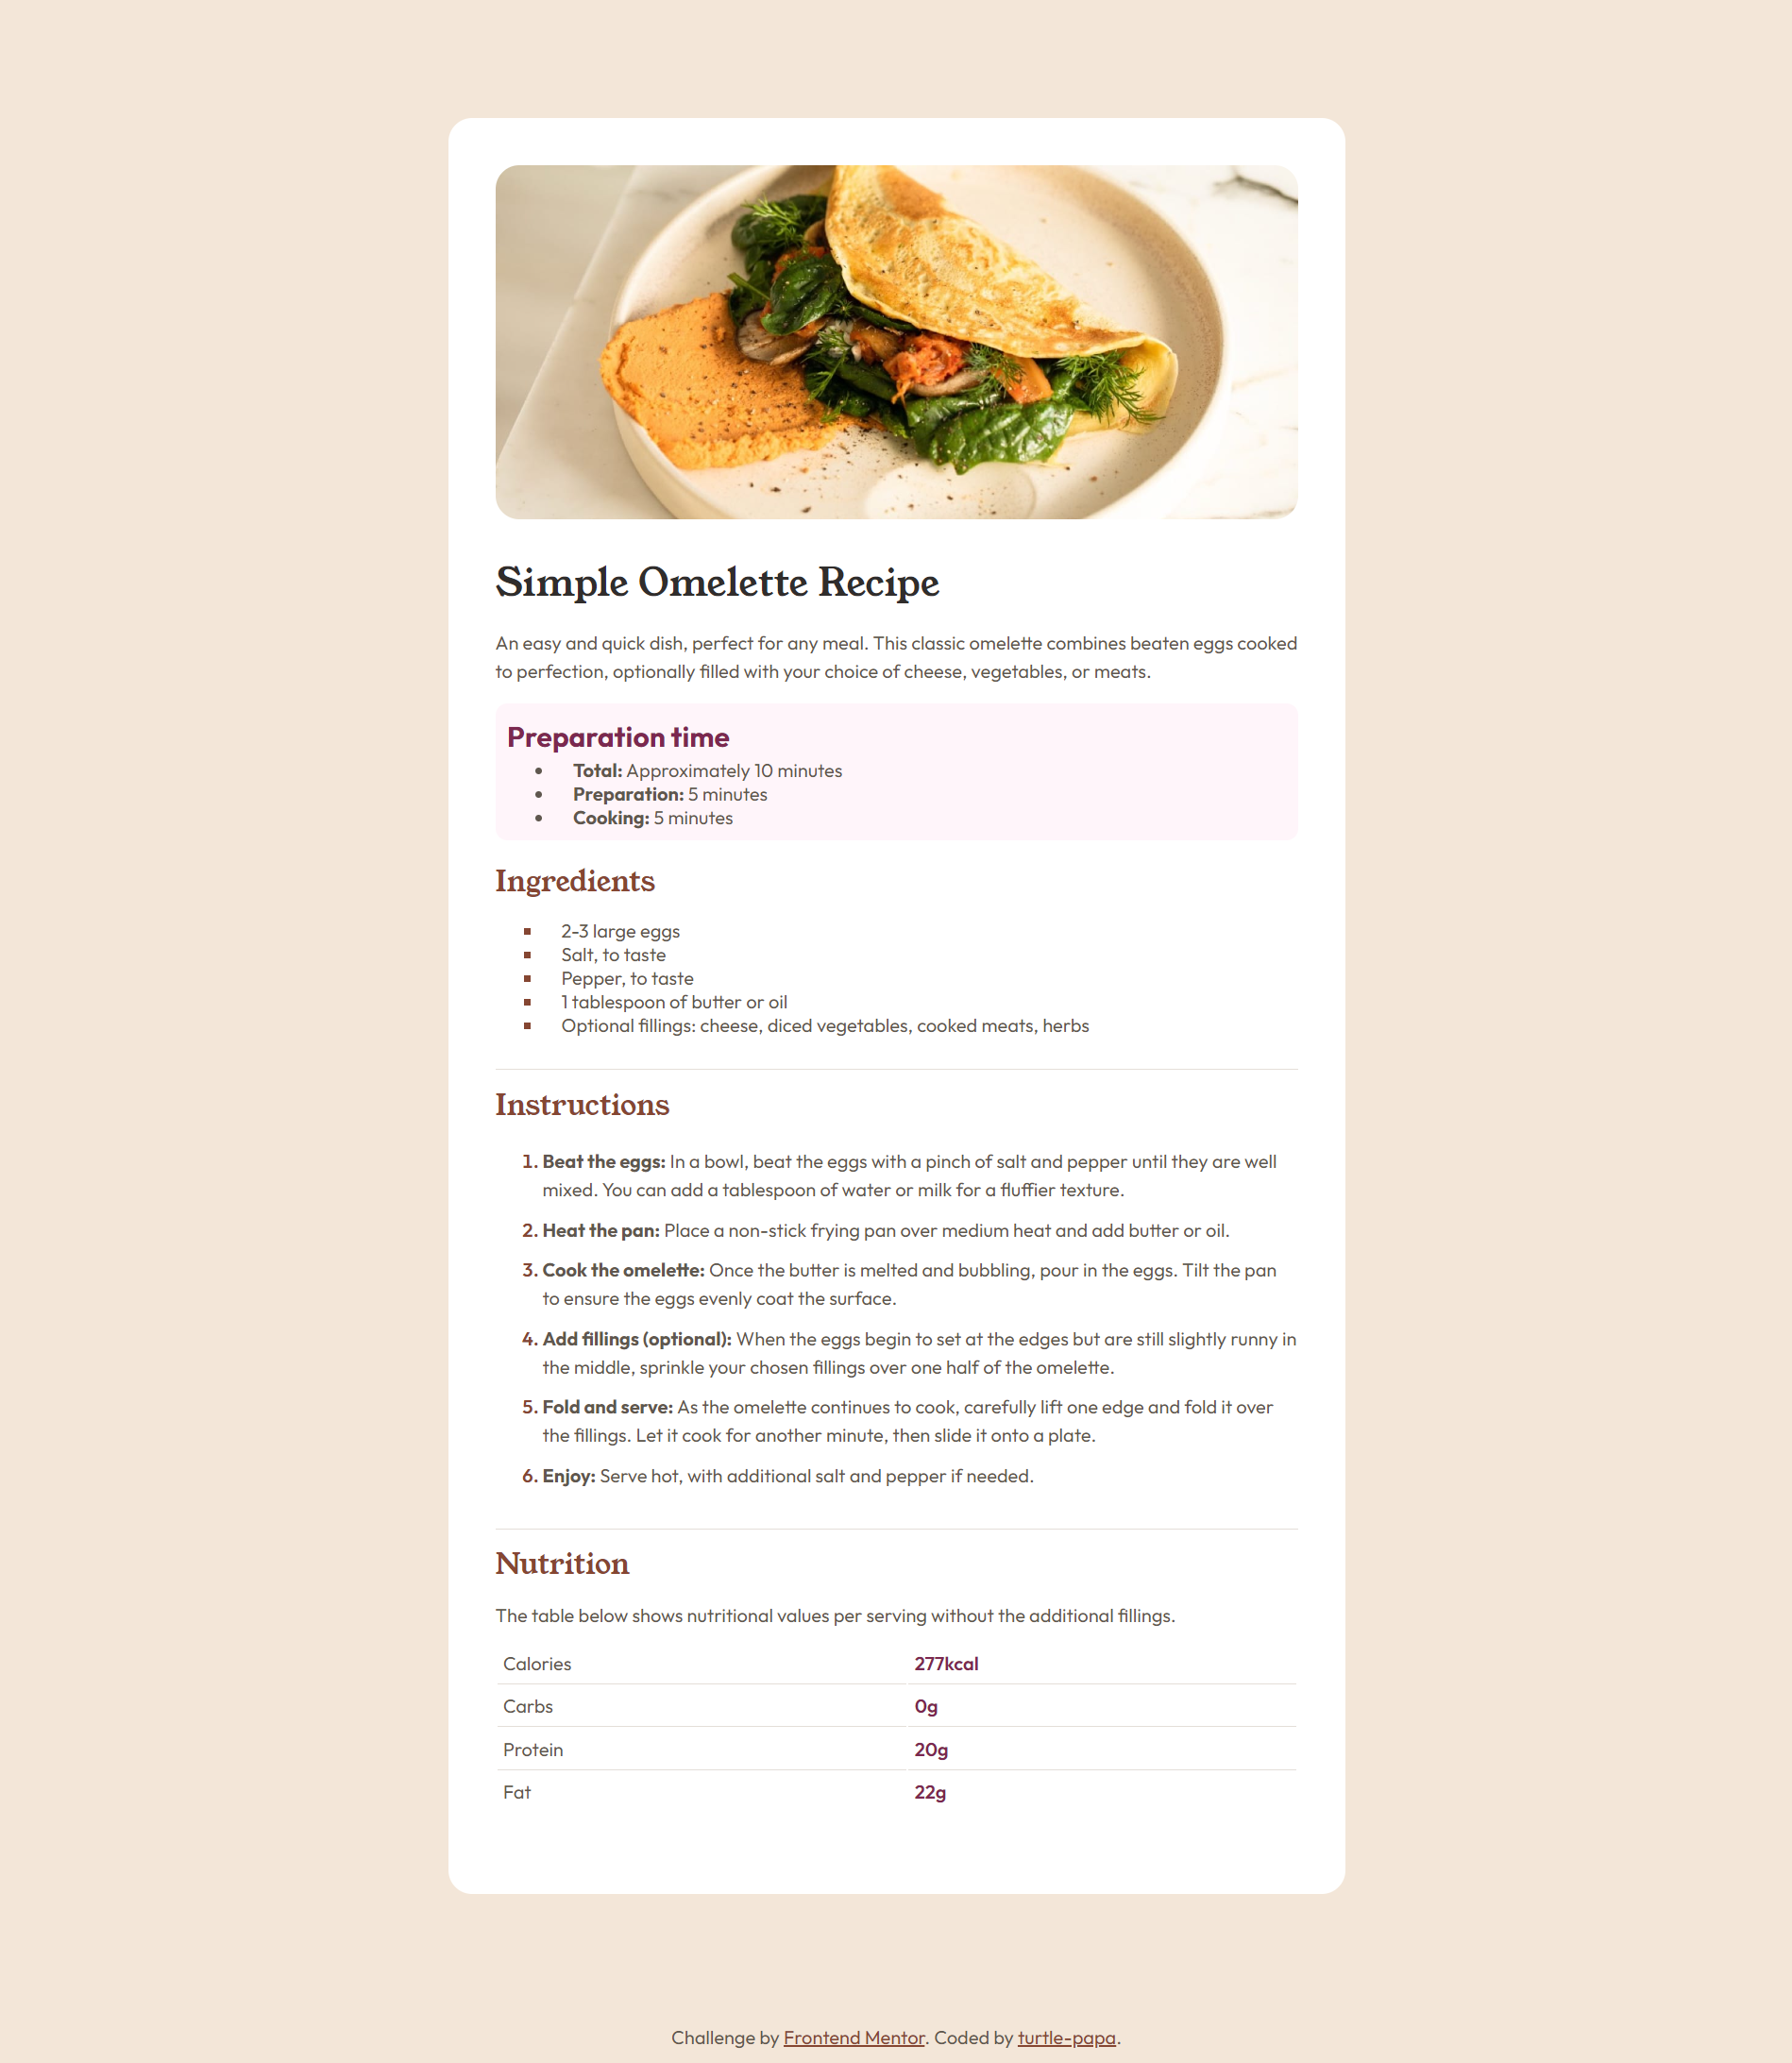 Simple Omelette Recipe
An easy and quick dish, perfect for any meal. This classic omelette combines beaten eggs cooked
to perfection, optionally filled with your choice of cheese, vegetables, or meats.
Preparation time
• Total: Approximately 10 minutes
• Preparation: 5 minutes
• Cooking: 5 minutes
Ingredients
▪ 2-3 large eggs
▪ Salt, to taste
▪ Pepper, to taste
▪ 1 tablespoon of butter or oil
▪ Optional fillings: cheese, diced vegetables, cooked meats, herbs
Instructions
1. Beat the eggs: In a bowl, beat the eggs with a pinch of salt and pepper until they are well
mixed. You can add a tablespoon of water or milk for a fluffier texture.
2. Heat the pan: Place a non-stick frying pan over medium heat and add butter or oil.
3. Cook the omelette: Once the butter is melted and bubbling, pour in the eggs. Tilt the pan
to ensure the eggs evenly coat the surface.
4. Add fillings (optional): When the eggs begin to set at the edges but are still slightly runny in
the middle, sprinkle your chosen fillings over one half of the omelette.
5. Fold and serve: As the omelette continues to cook, carefully lift one edge and fold it over
the fillings. Let it cook for another minute, then slide it onto a plate.
6. Enjoy: Serve hot, with additional salt and pepper if needed.
Nutrition
The table below shows nutritional values per serving without the additional fillings.
Calories 277kcal
Carbs 0g
Protein 20g
Fat 22g
Challenge by Frontend Mentor. Coded by turtle-papa.